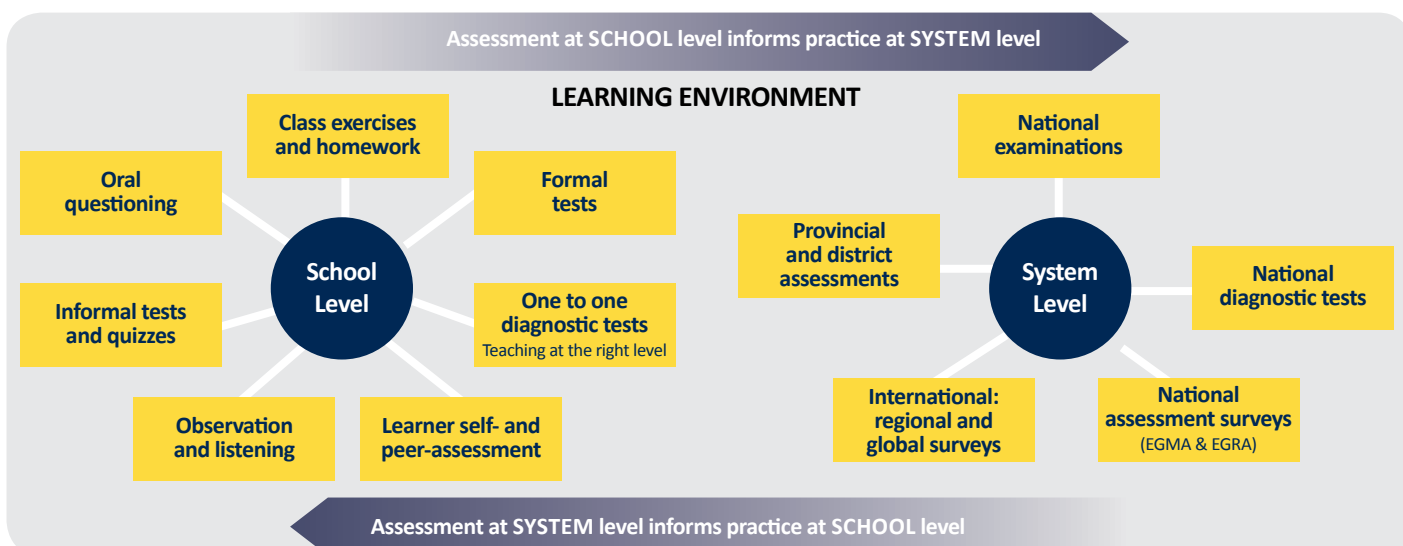 Assessment at SCHOOL level informs practice at SYSTEM level
LEARNING ENVIRONMENT
Class exercises
and homework
Oral
questioning
Formal
tests
School
Level
Informal tests
and quizzes
One to one
diagnostic tests
Teaching at the right level
Observation
and listening
Learner self- and
peer-assessment
National
examinations
Provincial
and district
assessments
System
Level
National
diagnostic tests
International:
regional and
global surveys
National
assessment surveys
(EGMA & EGRA)
Assessment at SYSTEM level informs practice at SCHOOL level